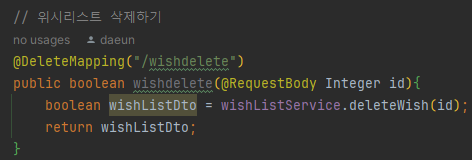 // 위시리스트 삭제하기
no usages daeun
@DeleteMapping("/wishdelete")
public boolean wishdelete(@RequestBody Integer id){
boolean wishListDto = wishListService.deleteWish(id);
return wishListDto;
}